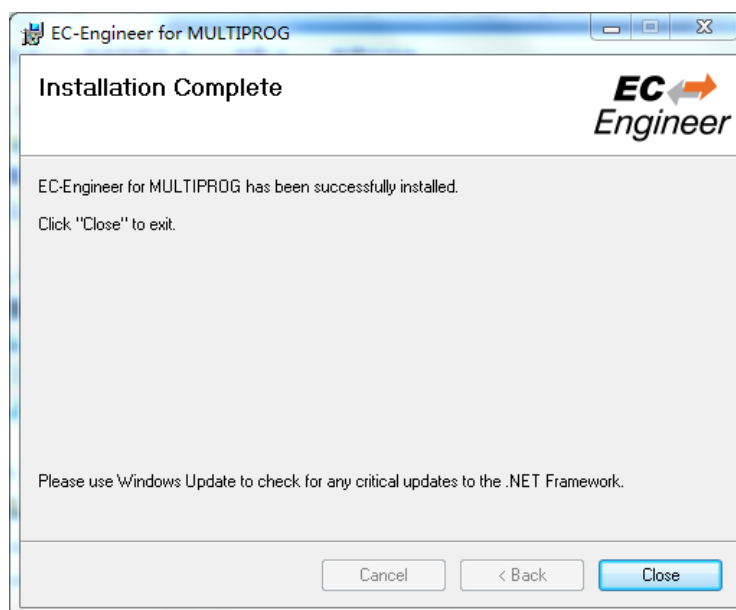 EC-Engineer for MULTIPROG
Installation Complete
EC
Engineer
EC-Engineer for MULTIPROG has been successfully installed.
Click "Close" to exit.
Please use Windows Update to check for any critical updates to the .NET Framework.
Cancel
< Back
Close